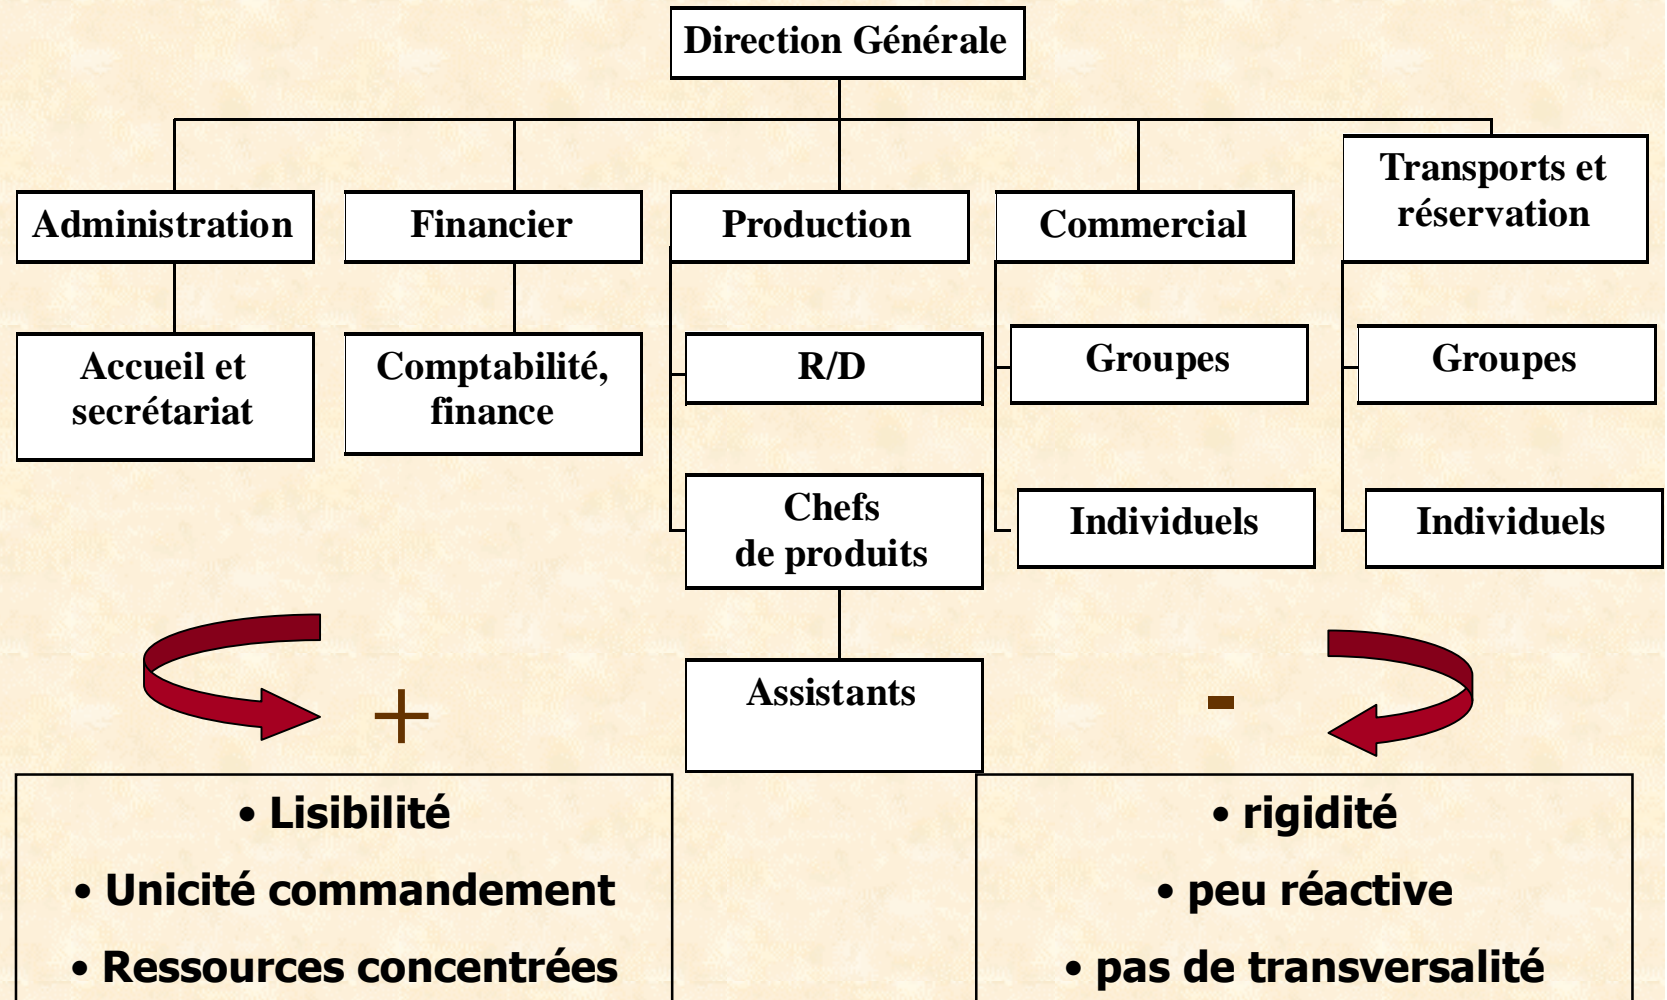 Direction Générale
Administration
Financier
Production
Commercial
Transports et
réservation
Accueil et
secrétariat
Comptabilité,
finance
R/D
Groupes
Groupes
Chefs
de produits
Individuels
Individuels
Assistants
+
-
• Lisibilité
• Unicité commandement
• Ressources concentrées
• rigidité
• peu réactive
• pas de transversalité